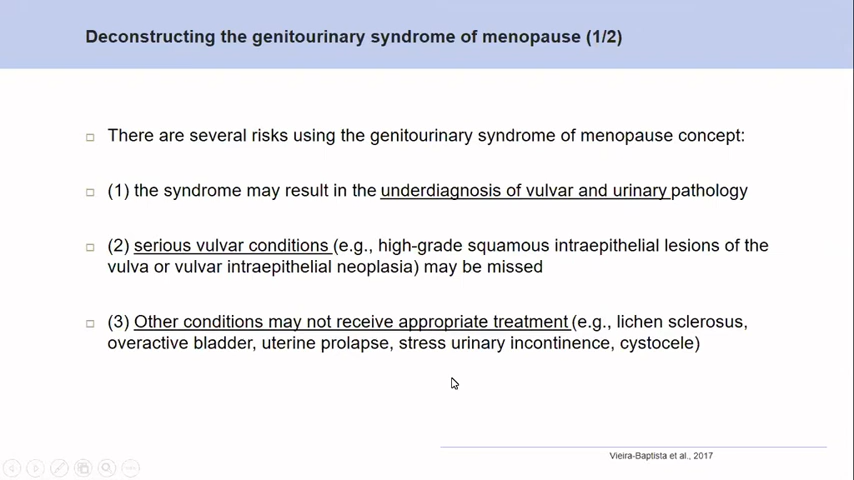 Deconstructing the genitourinary syndrome of menopause (1/2)
There are several risks using the genitourinary syndrome of menopause concept:
(1) the syndrome may result in the underdiagnosis of vulvar and urinary pathology
(2) serious vulvar conditions (e.g., high-grade squamous intraepithelial lesions of the
vulva or vulvar intraepithelial neoplasia) may be missed
(3) Other conditions may not receive appropriate treatment (e.g., lichen sclerosus,
overactive bladder, uterine prolapse, stress urinary incontinence, cystocele)
Vieira-Baptista et al., 2017